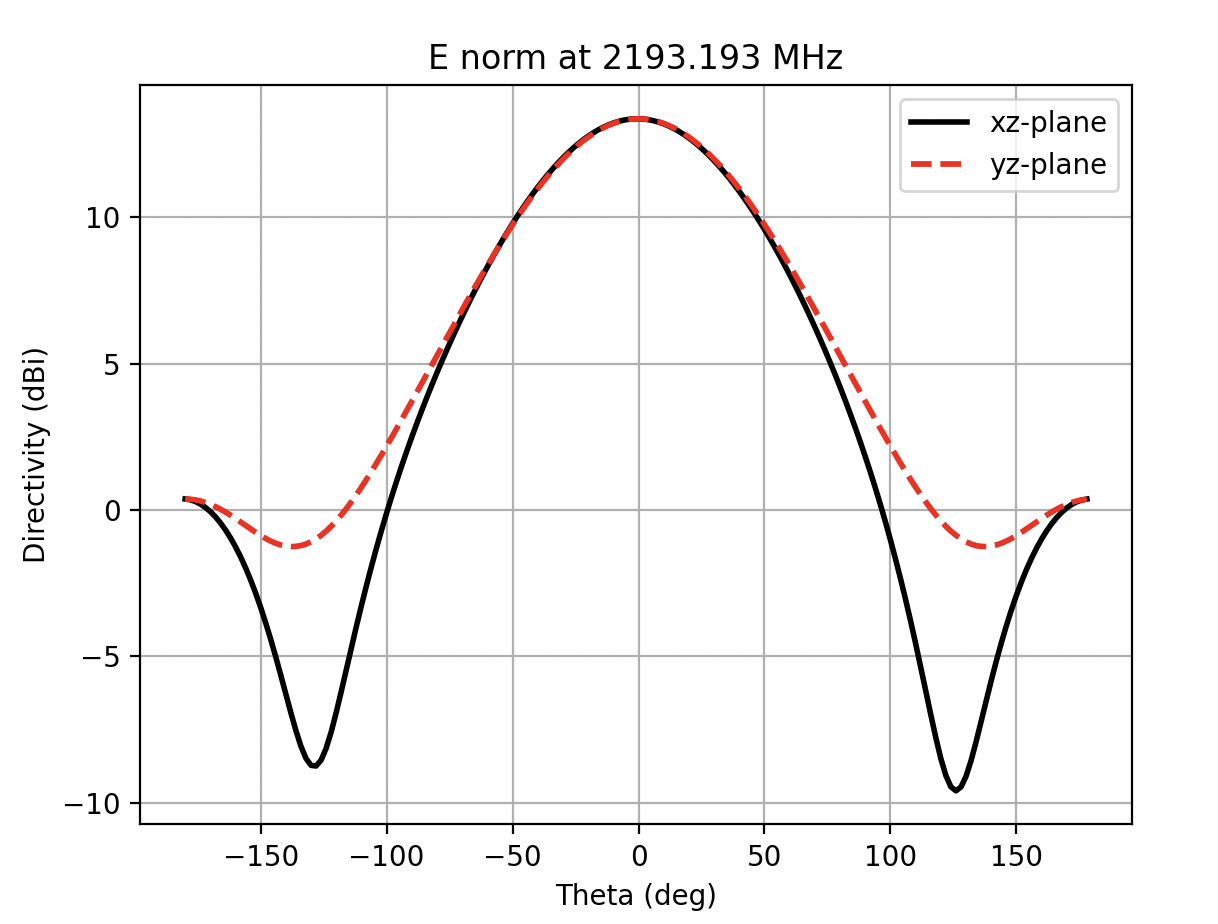 E norm at 2193.193 MHz
xz-plane
yz-plane
Directivity (dBi)
10
5
0
−5
−10
−150
−100
−50
0
50
100
150
Theta (deg)